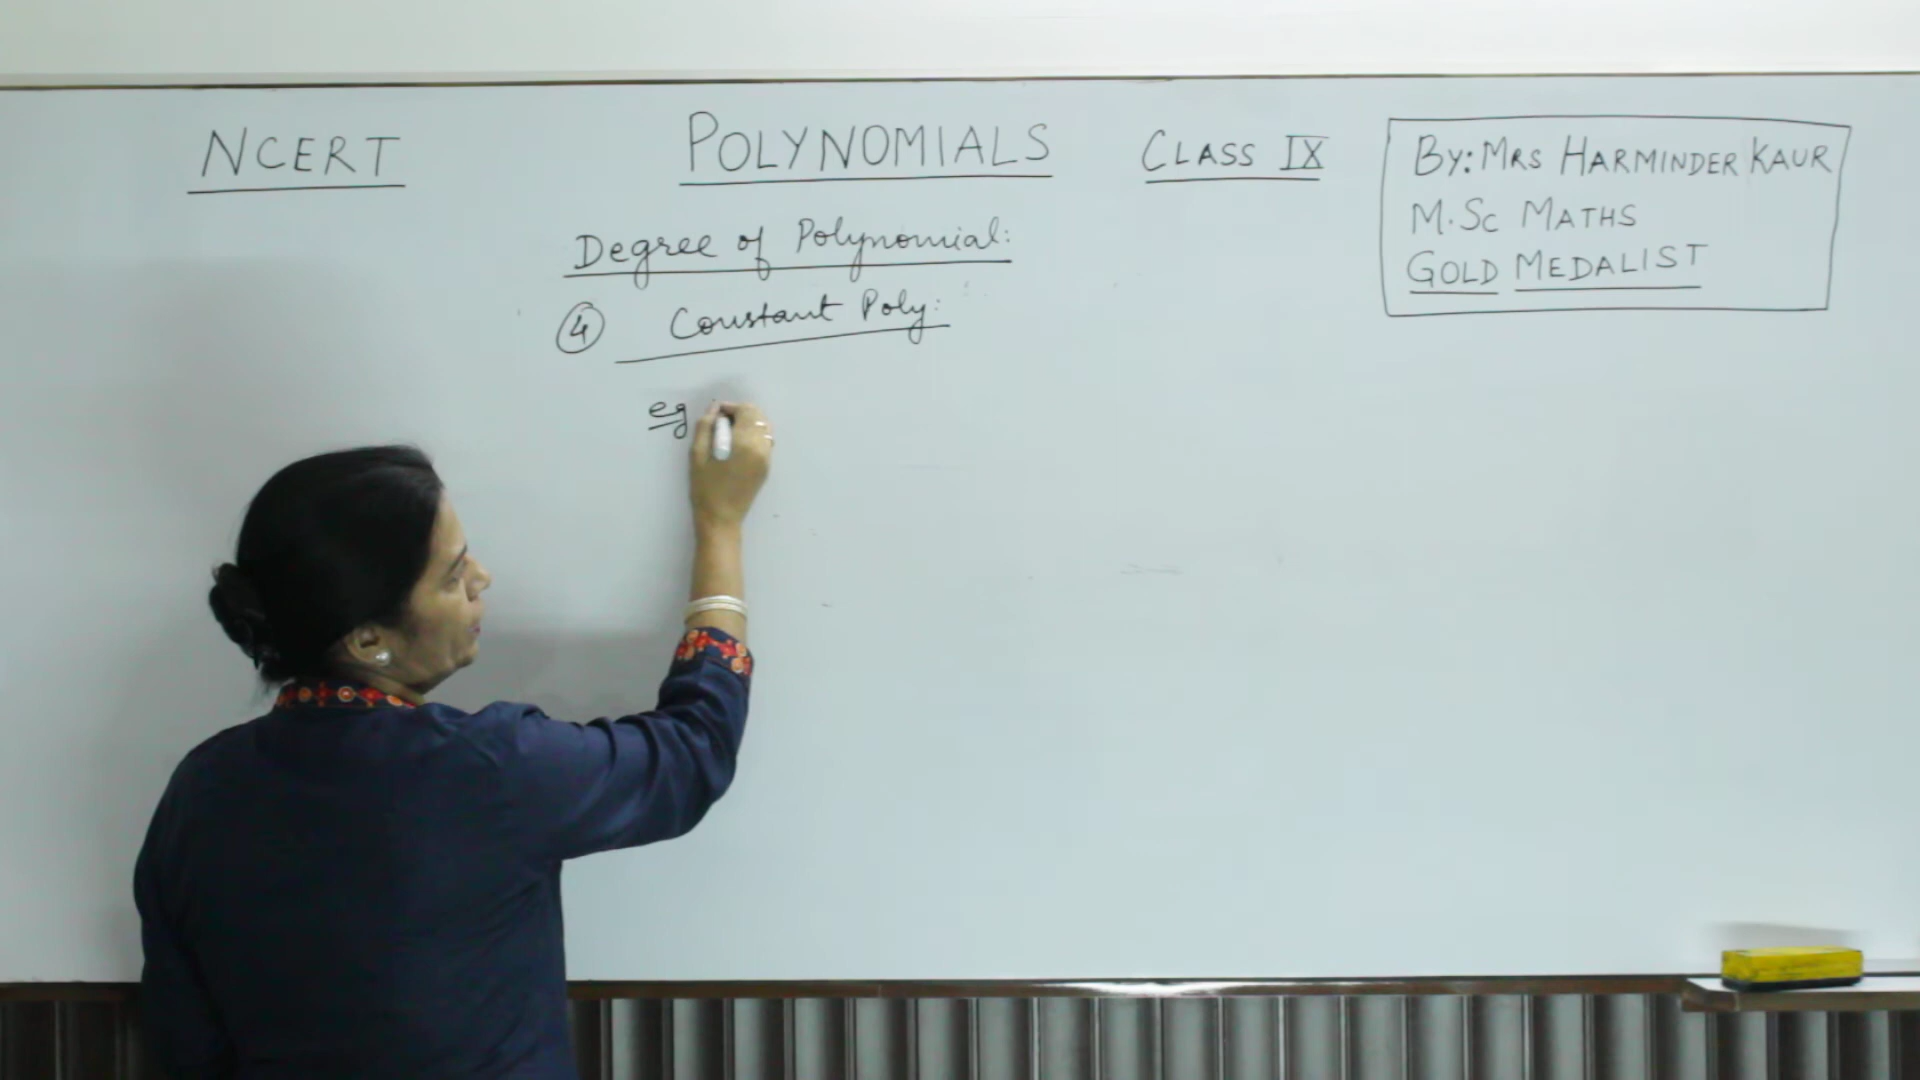 NCERT
POLYNOMIALS
CLASS IX
BY: MRS HARMINDER KAUR
M.SC MATHS
GOLD MEDALIST
Degree of Polynomial:
4 Constant Poly:
eg